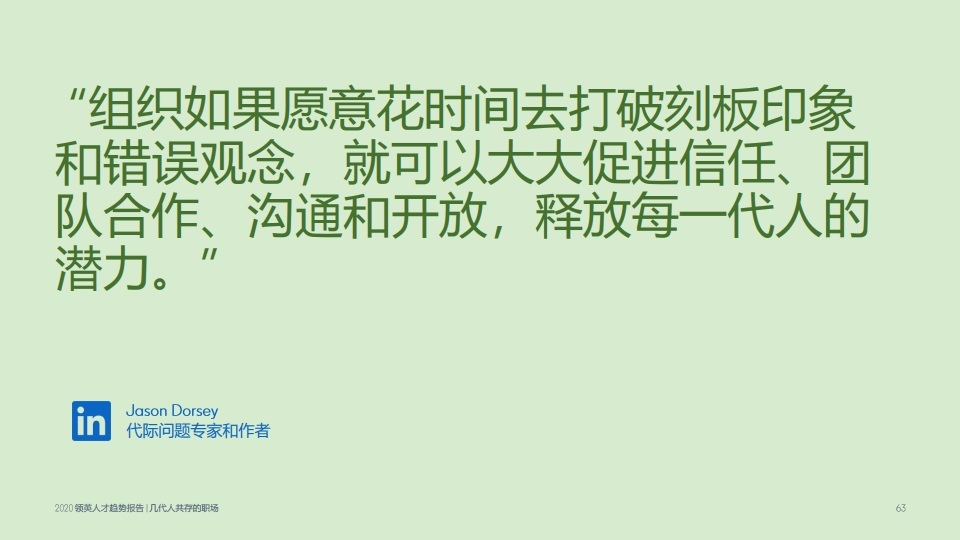 “组织如果愿意花时间去打破刻板印象
和错误观念，就可以大大促进信任、团
队合作、沟通和开放，释放每一代人的
潜力。”
in
Jason Dorsey
代际问题专家和作者
2020 领英人才趋势报告 | 几代人共存的职场
63